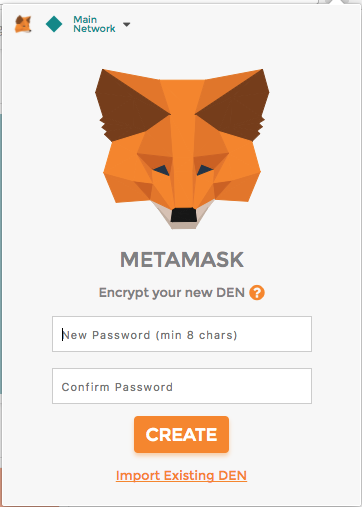 Main
Network
METAMASK
Encrypt your new DEN ?
New Password (min 8 chars)
Confirm Password
CREATE
Import Existing DEN